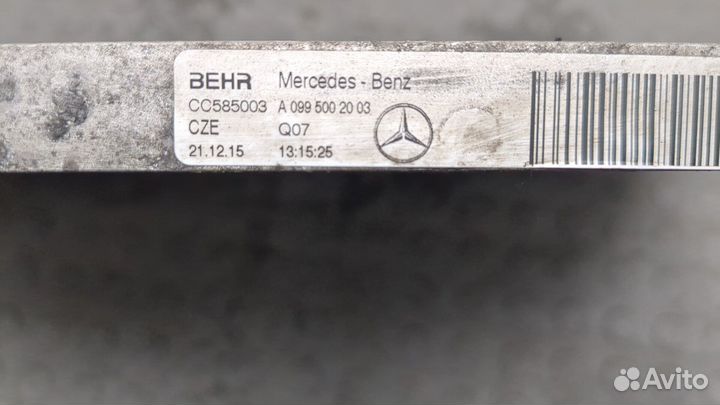 BEHR Mercedes - Benz
CC585003 A 099 500 20 03
CZE Q07
21.12.15 13:15:25
Avito